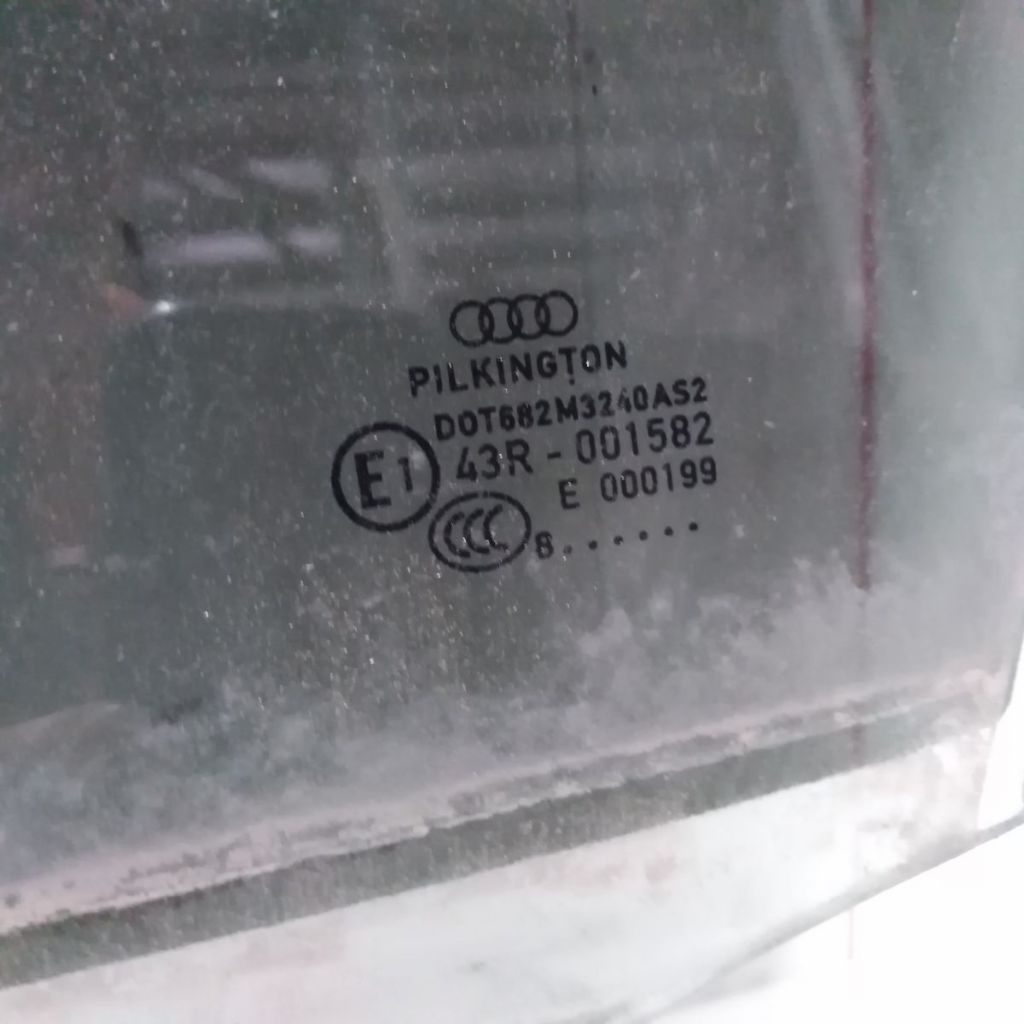 PILKINGTON
DOT682M3240AS2
E1
43R - 001582
E 000199
CCC
8 . . . . . .